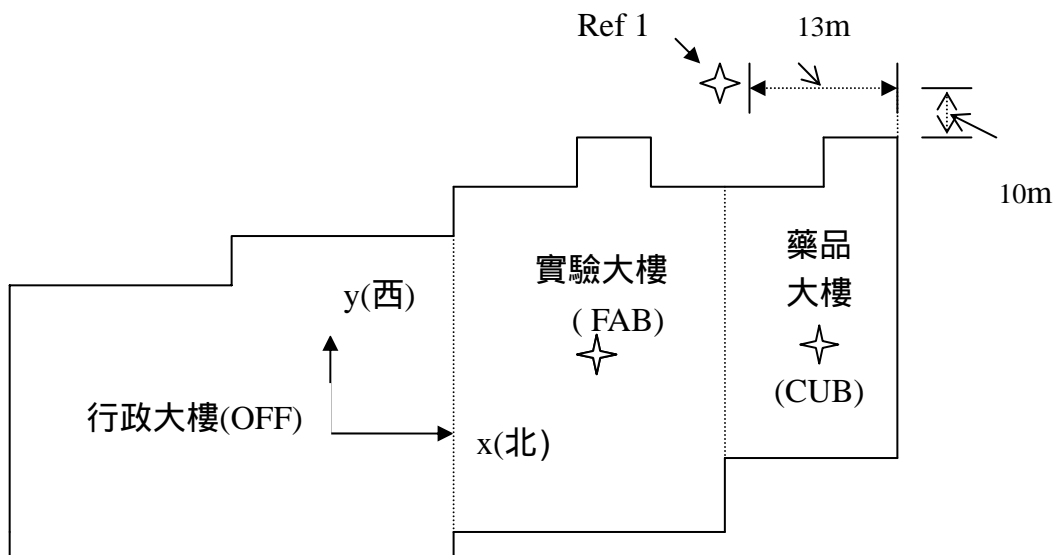 Ref 1
13m
10m
藥品
大樓
實驗大樓
( FAB)
y(西)
(CUB)
行政大樓(OFF)
x(北)